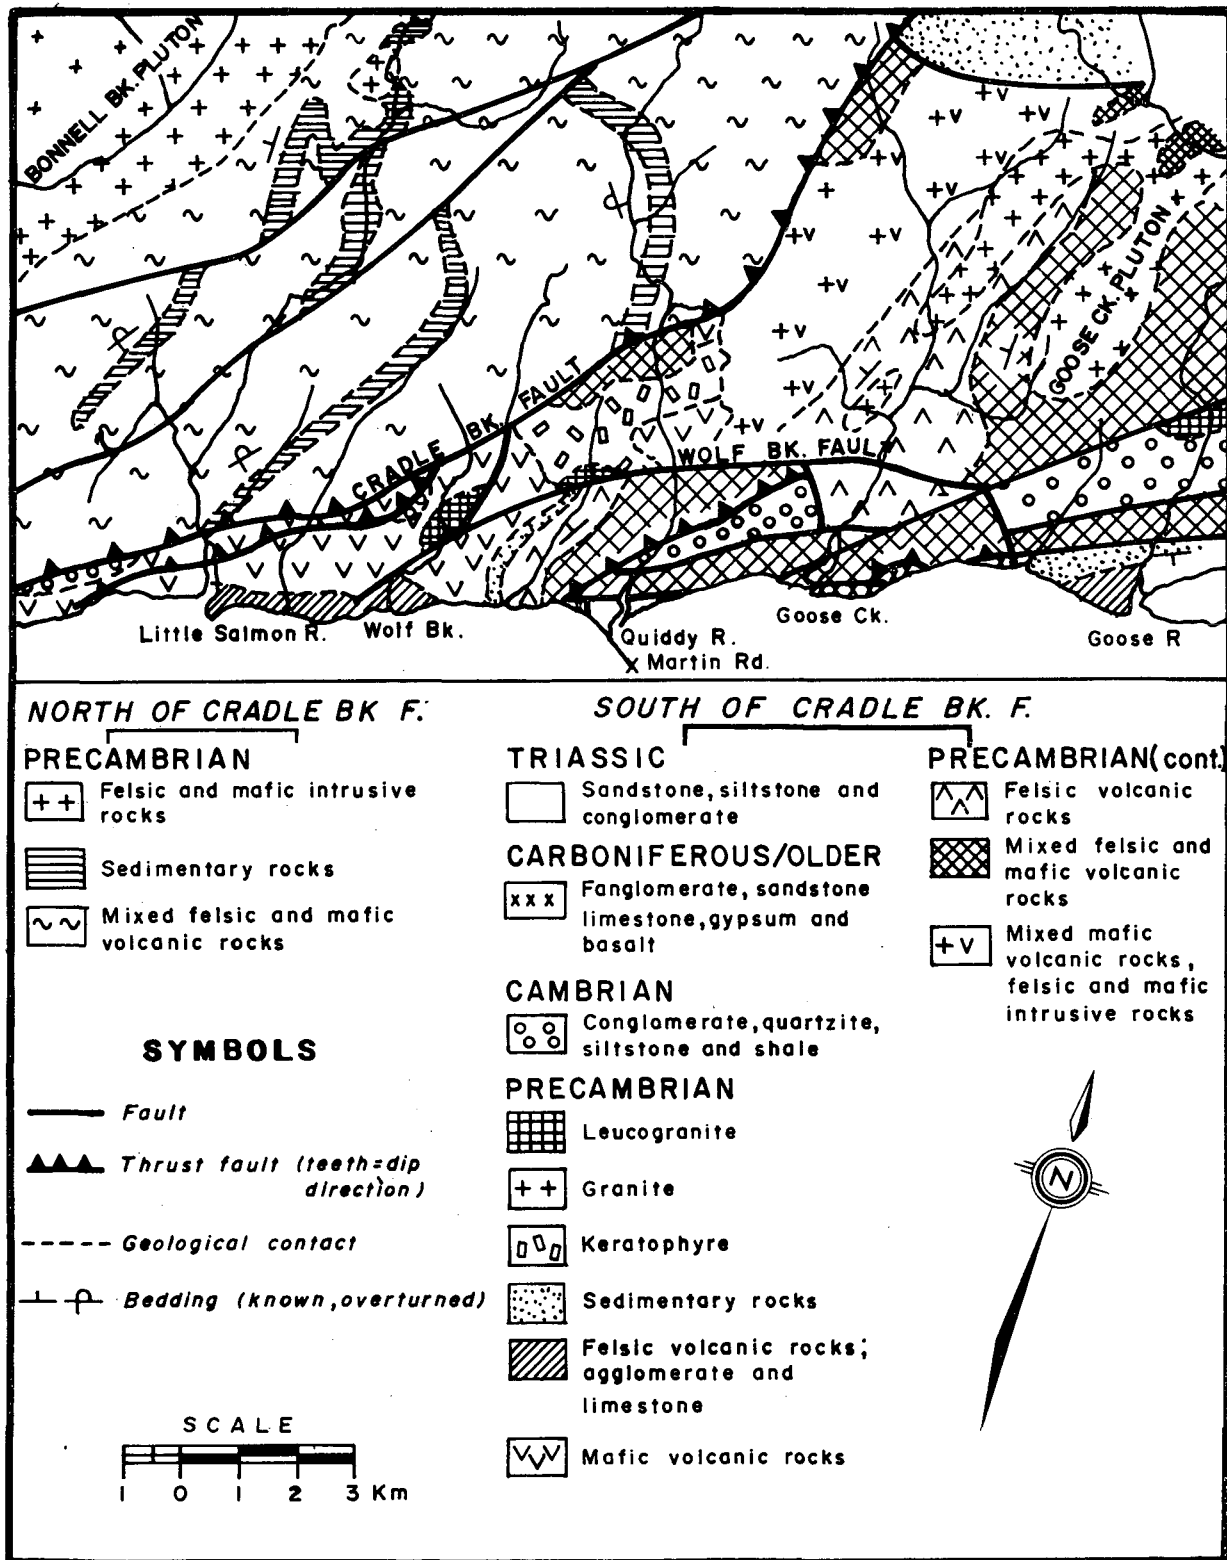 BONNELL BK. PLUTON
GOOSE CK. PLUTON
CRADLE BK. FAULT
WOLF BK. FAULT
Little Salmon R.
Wolf Bk.
Quiddy R.
x Martin Rd.
Goose Ck.
Goose R
NORTH OF CRADLE BK F.
PRECAMBRIAN
Felsic and mafic intrusive
rocks
Sedimentary rocks
Mixed felsic and mafic
volcanic rocks
SYMBOLS
Fault
Thrust fault (teeth=dip
direction)
Geological contact
Bedding (known, overturned)
SCALE
1 0 1 2 3 Km
SOUTH OF CRADLE BK. F.
TRIASSIC
Sandstone, siltstone and
conglomerate
CARBONIFEROUS/OLDER
xxx
Fanglomerate, sandstone
limestone, gypsum and
basalt
CAMBRIAN
Conglomerate, quartzite,
siltstone and shale
PRECAMBRIAN
Leucogranite
Granite
Keratophyre
Sedimentary rocks
Felsic volcanic rocks;
agglomerate and
limestone
Mafic volcanic rocks
PRECAMBRIAN (cont.)
Felsic volcanic
rocks
Mixed felsic and
mafic volcanic
rocks
+v
Mixed mafic
volcanic rocks,
felsic and mafic
intrusive rocks
N